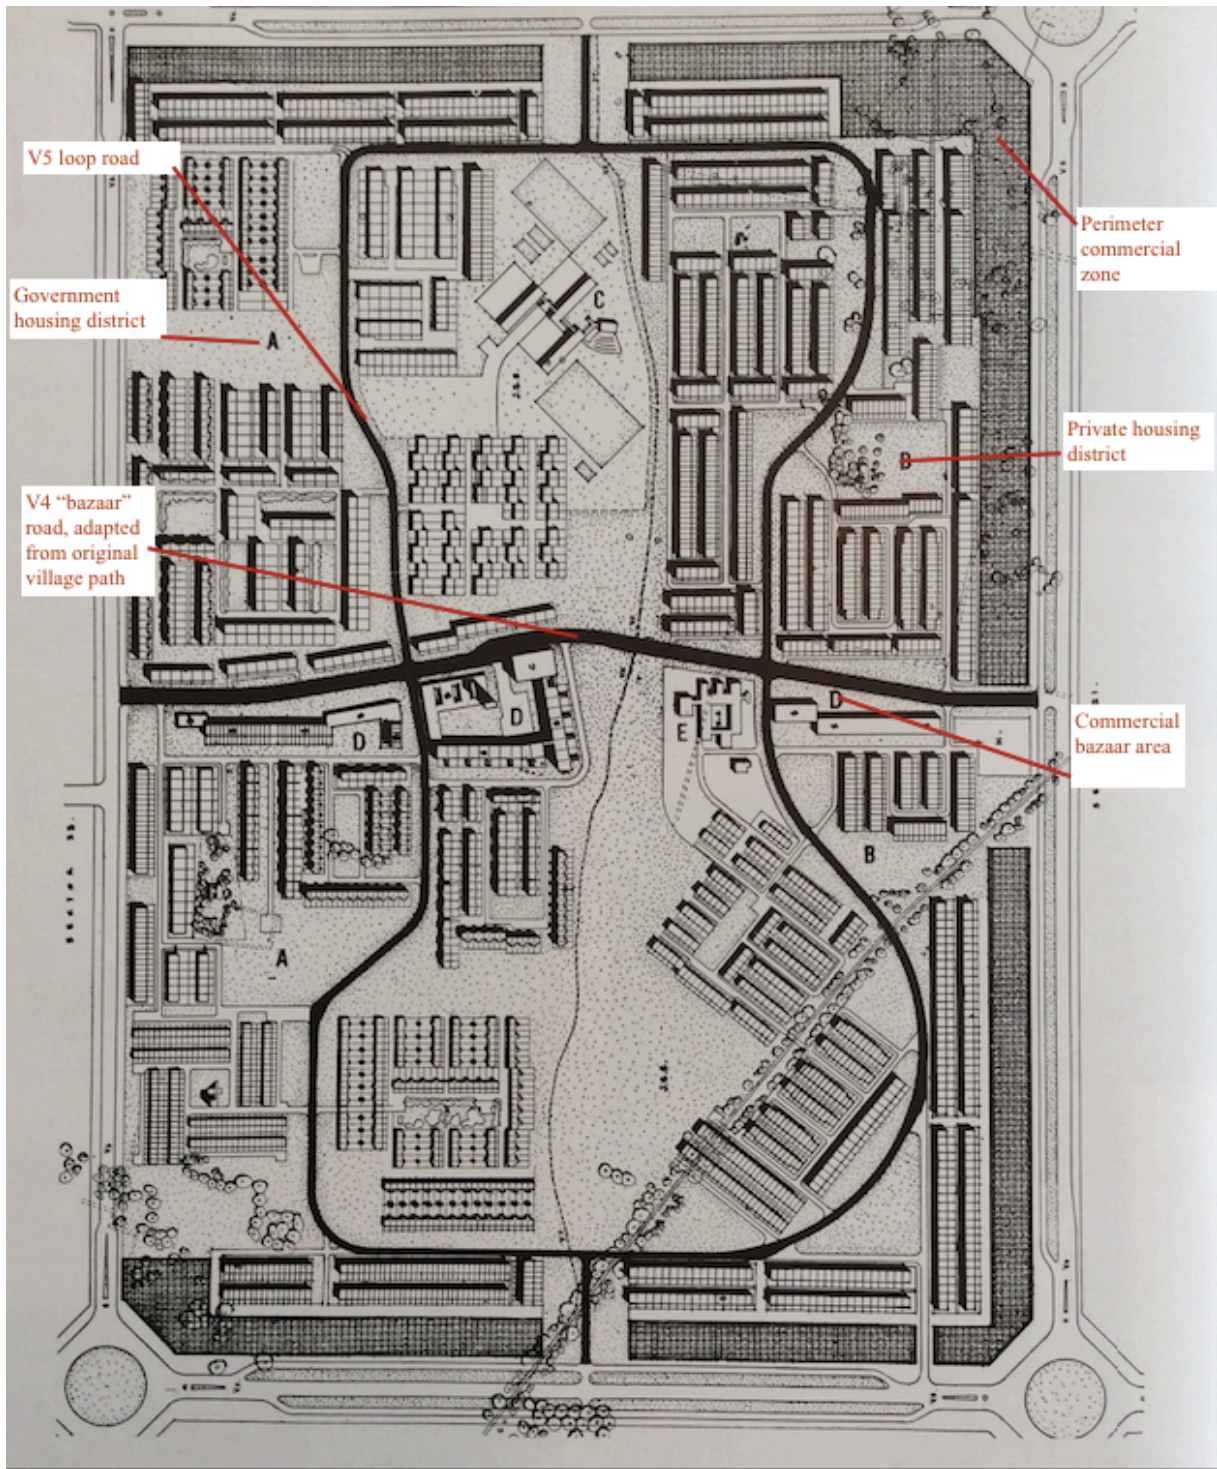 V5 loop road
Government
housing district
V4 “bazaar”
road, adapted
from original
village path
Perimeter
commercial
zone
Private housing
district
Commercial
bazaar area
A
C
B
D
D
E
D
B
A